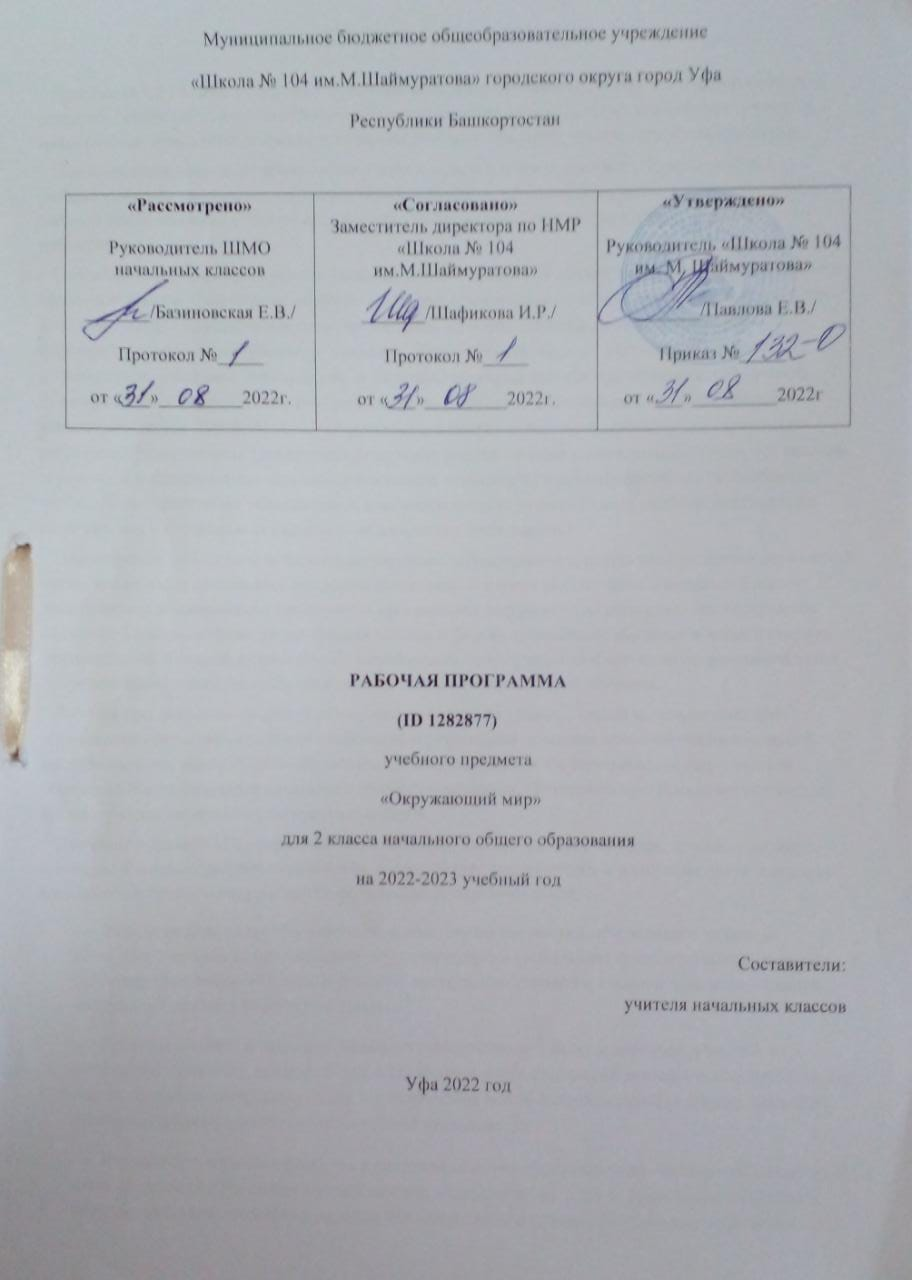 Муниципальное бюджетное общеобразовательное учреждение
«Школа № 104 им.М.Шаймуратова» городского округа город Уфа
Республики Башкортостан
«Рассмотрено»
Руководитель ШМО
начальных классов
/Базиновская Е.В./
Протокол № 1
от «31» 08 2022г.
«Согласовано»
Заместитель директора по НМР
«Школа № 104
им.М.Шаймуратова»
/Шафикова И.Р./
Протокол № 1
от «31» 08 2022г.
«Утверждено»
Руководитель «Школа № 104
им. М. Шаймуратова»
/Павлова Е.В./
Приказ № 132-О
от «31» 08 2022г
РАБОЧАЯ ПРОГРАММА
(ID 1282877)
учебного предмета
«Окружающий мир»
для 2 класса начального общего образования
на 2022-2023 учебный год
Составители:
учителя начальных классов
Уфа 2022 год